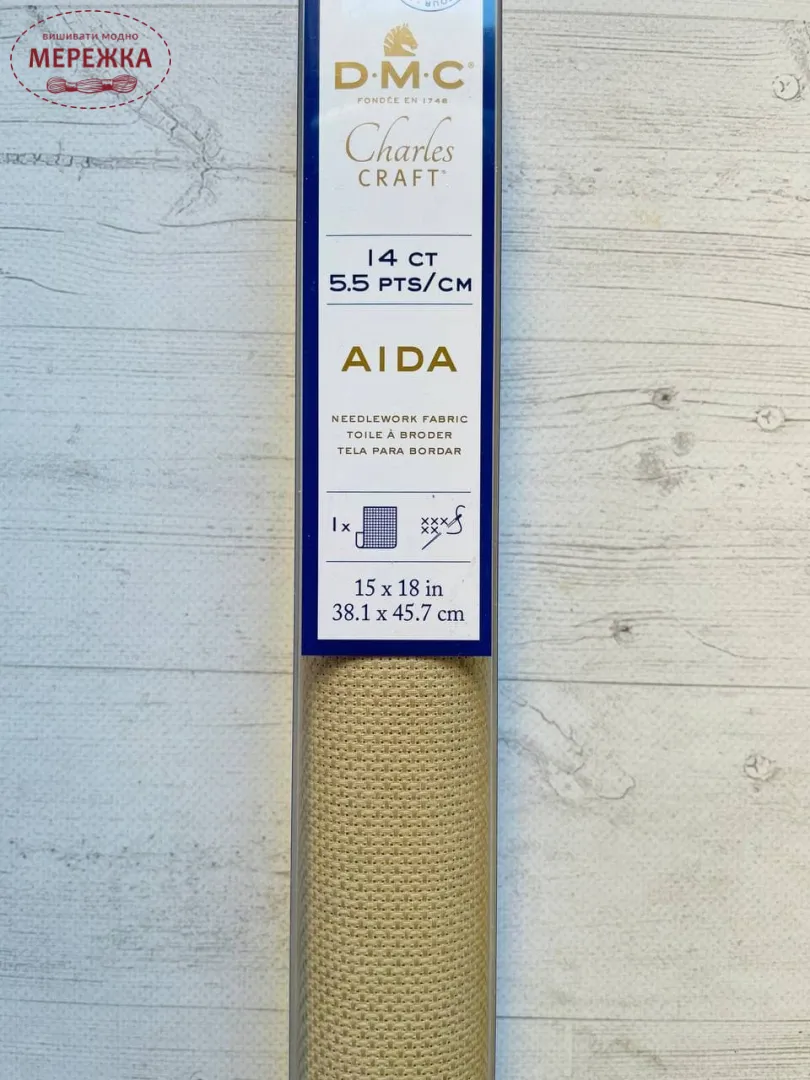 вишивати модно
МЕРЕЖКА
D·M·C®
FONDÉE EN 1746
Charles
CRAFT®
14 CT
5.5 PTS/CM
AIDA
NEEDLEWORK FABRIC
TOILE À BRODER
TELA PARA BORDAR
1x
15 x 18 in
38.1 x 45.7 cm